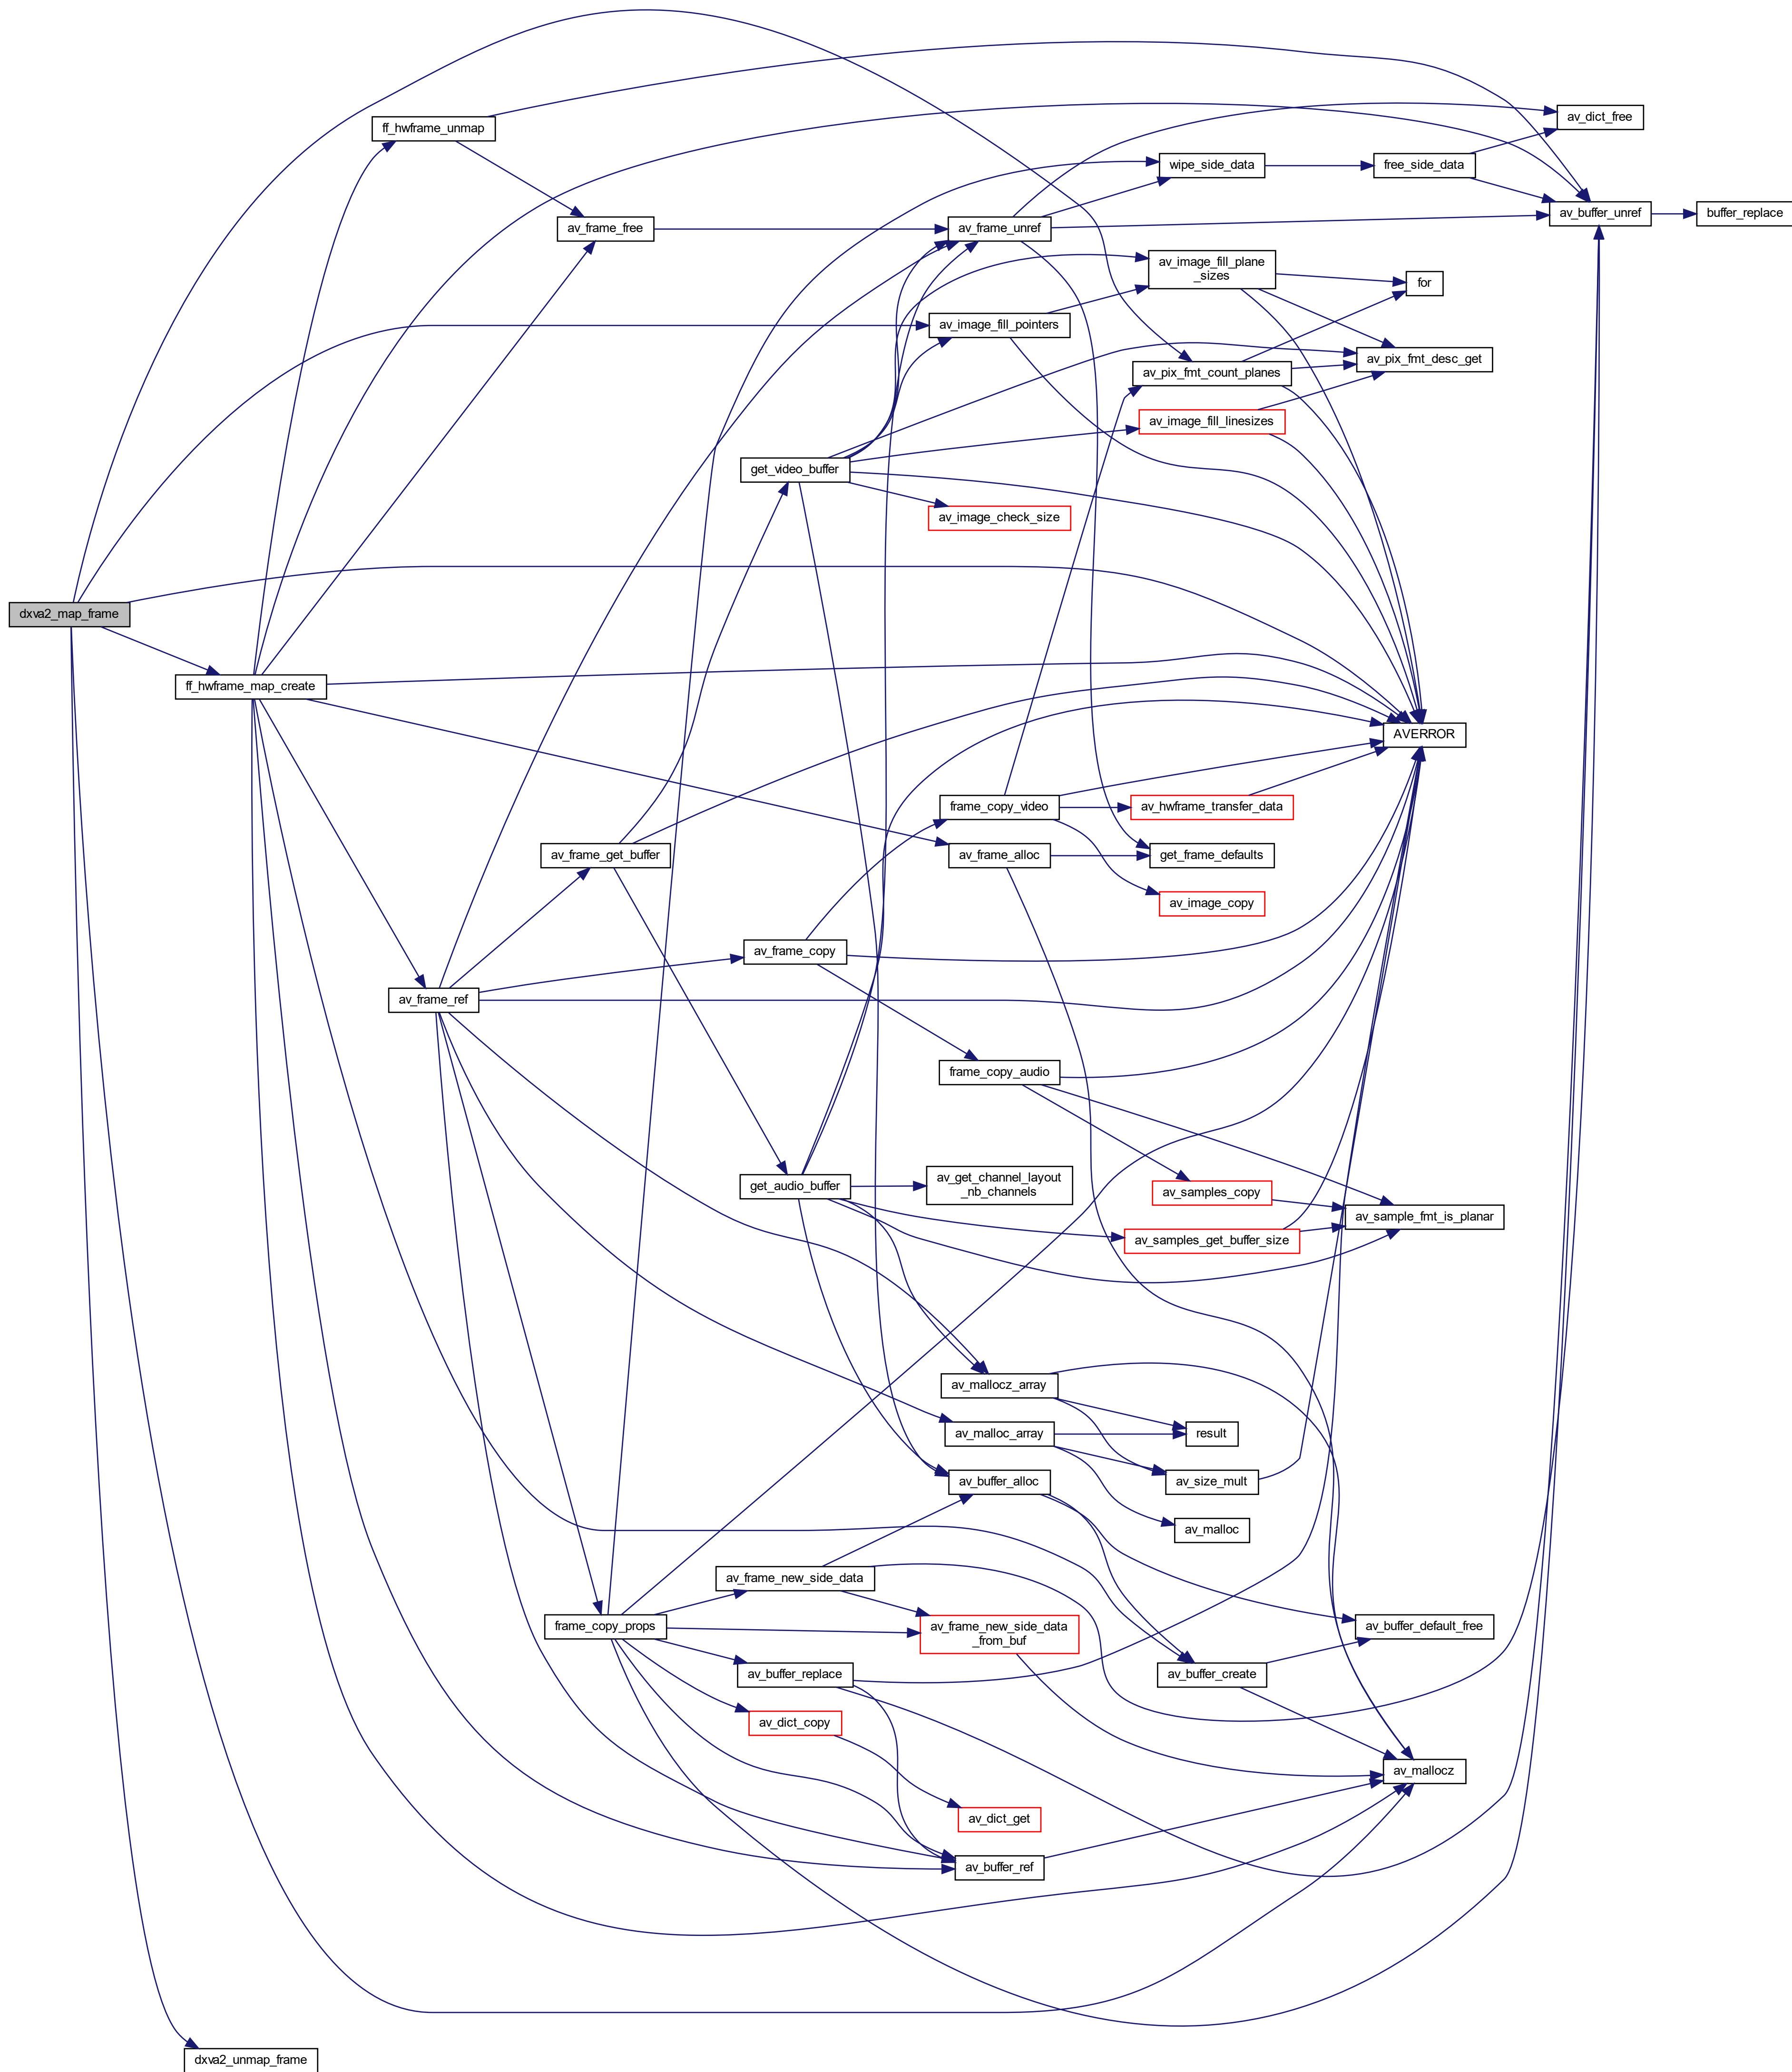 ff_hwframe_unmap
av_dict_free
wipe_side_data
free_side_data
av_frame_free
av_frame_unref
av_buffer_unref
buffer_replace
av_image_fill_plane
_sizes
for
av_image_fill_pointers
av_pix_fmt_count_planes
av_pix_fmt_desc_get
av_image_fill_linesizes
get_video_buffer
av_image_check_size
dxva2_map_frame
ff_hwframe_map_create
AVERROR
frame_copy_video
av_hwframe_transfer_data
av_frame_get_buffer
av_frame_alloc
get_frame_defaults
av_image_copy
av_frame_copy
av_frame_ref
frame_copy_audio
get_audio_buffer
av_get_channel_layout
_nb_channels
av_samples_copy
av_sample_fmt_is_planar
av_samples_get_buffer_size
av_mallocz_array
av_malloc_array
result
av_buffer_alloc
av_size_mult
av_malloc
av_frame_new_side_data
frame_copy_props
av_frame_new_side_data
_from_buf
av_buffer_default_free
av_buffer_replace
av_buffer_create
av_dict_copy
av_mallocz
av_dict_get
av_buffer_ref
dxva2_unmap_frame